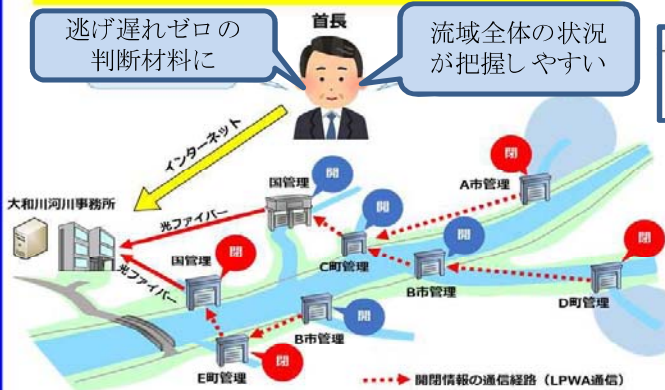 逃げ遅れゼロの
判断材料に
首長
流域全体の状況
が把握しやすい
インターネット
大和川河川事務所
光ファイバー
国管理
開
閉
A市管理
開
C町管理
開
B市管理
閉
D町管理
光ファイバー
国管理
閉
開
B市管理
閉
E町管理
開閉情報の通信経路（LPWA通信）